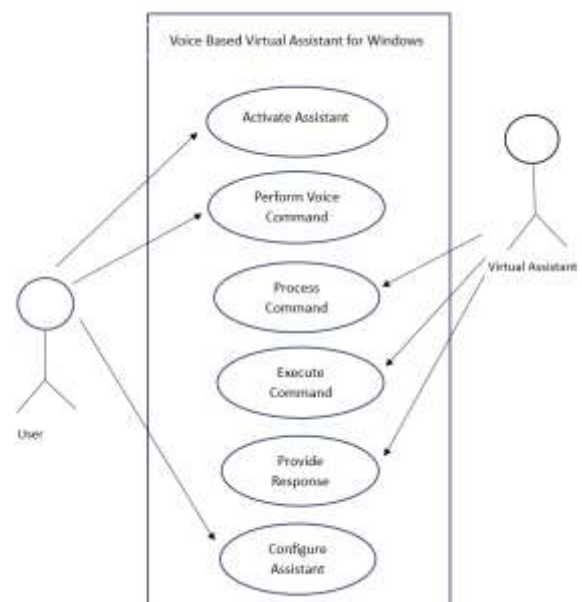 Voice Based Virtual Assistant for Windows
Activate Assistant
Perform Voice
Command
Process
Command
Virtual Assistant
Execute
Command
User
Provide
Response
Configure
Assistant